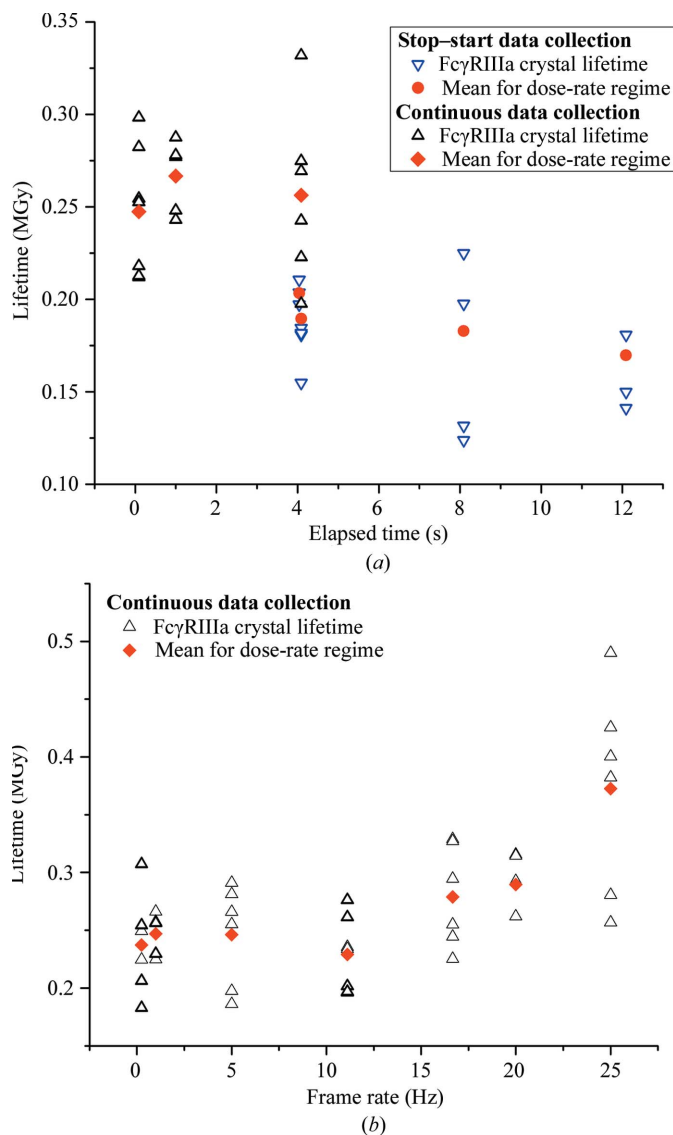 0.35
0.30
0.25
0.20
0.15
0.10
Lifetime (MGy)
Stop–start data collection
FcγRIIIa crystal lifetime
Mean for dose-rate regime
Continuous data collection
FcγRIIIa crystal lifetime
Mean for dose-rate regime
0 2 4 6 8 10 12
Elapsed time (s)
(a)
Continuous data collection
FcγRIIIa crystal lifetime
Mean for dose-rate regime
0.5
0.4
0.3
0.2
Lifetime (MGy)
0 5 10 15 20 25
Frame rate (Hz)
(b)